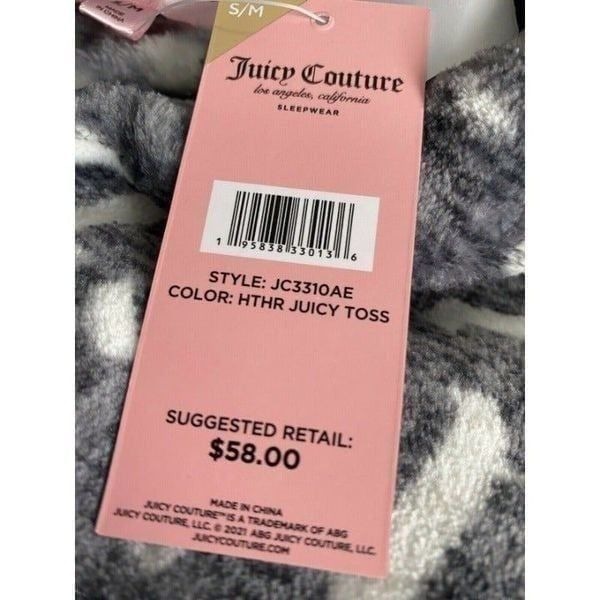 S/M
Juicy Couture
los angeles, california
SLEEPWEAR
1 95838 33013 6
STYLE: JC3310AE
COLOR: HTHR JUICY TOSS
SUGGESTED RETAIL:
$58.00
MADE IN CHINA
JUICY COUTURE™ IS A TRADEMARK OF ABG
JUICY COUTURE, LLC. © 2021 ABG JUICY COUTURE, LLC.
JUICYCOUTURE.COM